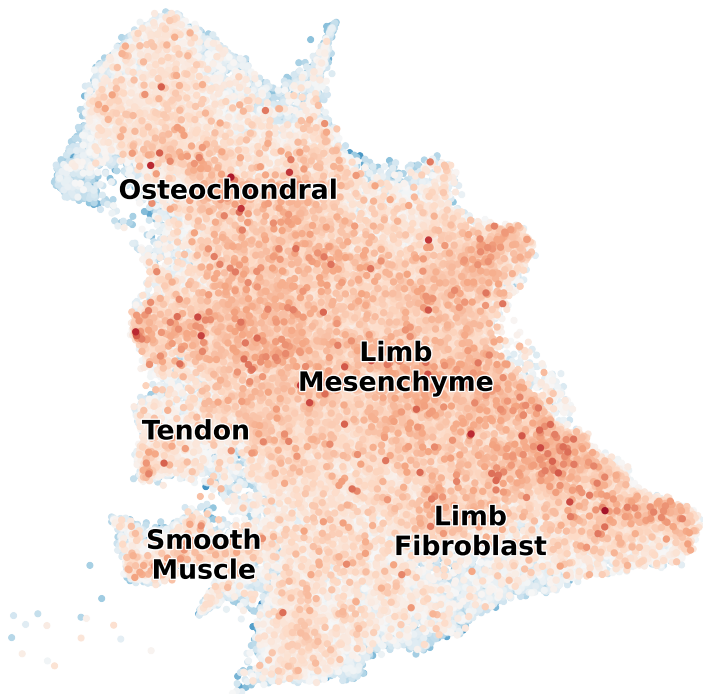 Osteochondral
Limb
Mesenchyme
Tendon
Limb
Fibroblast
Smooth
Muscle